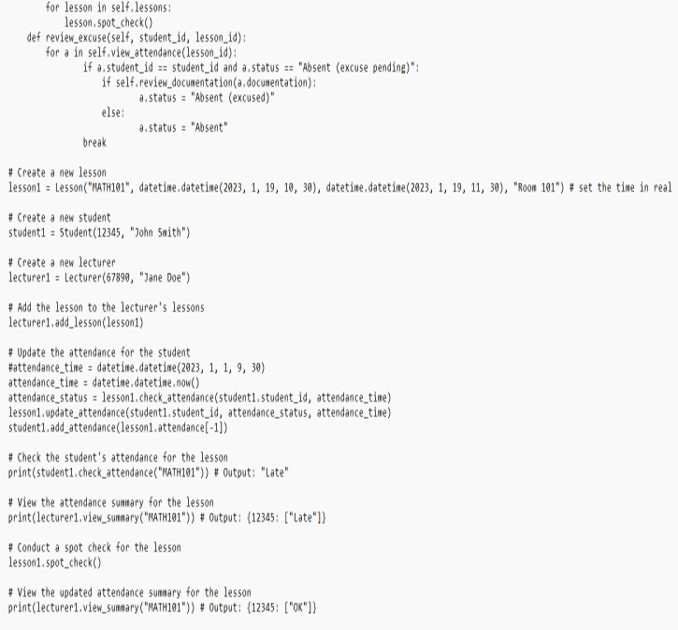 for lesson in self.lessons:
lesson.spot_check()
def review_excuse(self, student_id, lesson_id):
for a in self.view_attendance(lesson_id):
if a.student_id == student_id and a.status == "Absent (excuse pending)":
if self.review_documentation(a.documentation):
a.status = "Absent (excused)"
else:
a.status = "Absent"
break
# Create a new lesson
lesson1 = Lesson("MATH101", datetime.datetime(2023, 1, 19, 10, 30), datetime.datetime(2023, 1, 19, 11, 30), "Room 101") # set the time in real
# Create a new student
student1 = Student(12345, "John Smith")
# Create a new lecturer
lecturer1 = Lecturer(67890, "Jane Doe")
# Add the lesson to the lecturer's lessons
lecturer1.add_lesson(lesson1)
# Update the attendance for the student
#attendance_time = datetime.datetime(2023, 1, 1, 9, 30)
attendance_time = datetime.datetime.now()
attendance_status = lesson1.check_attendance(student1.student_id, attendance_time)
lesson1.update_attendance(student1.student_id, attendance_status, attendance_time)
student1.add_attendance(lesson1.attendance[-1])
# Check the student's attendance for the lesson
print(student1.check_attendance("MATH101")) # Output: "Late"
# View the attendance summary for the lesson
print(lecturer1.view_summary("MATH101")) # Output: {12345: ["Late"]}
# Conduct a spot check for the lesson
lesson1.spot_check()
# View the updated attendance summary for the lesson
print(lecturer1.view_summary("MATH101")) # Output: {12345: ["OK"]}